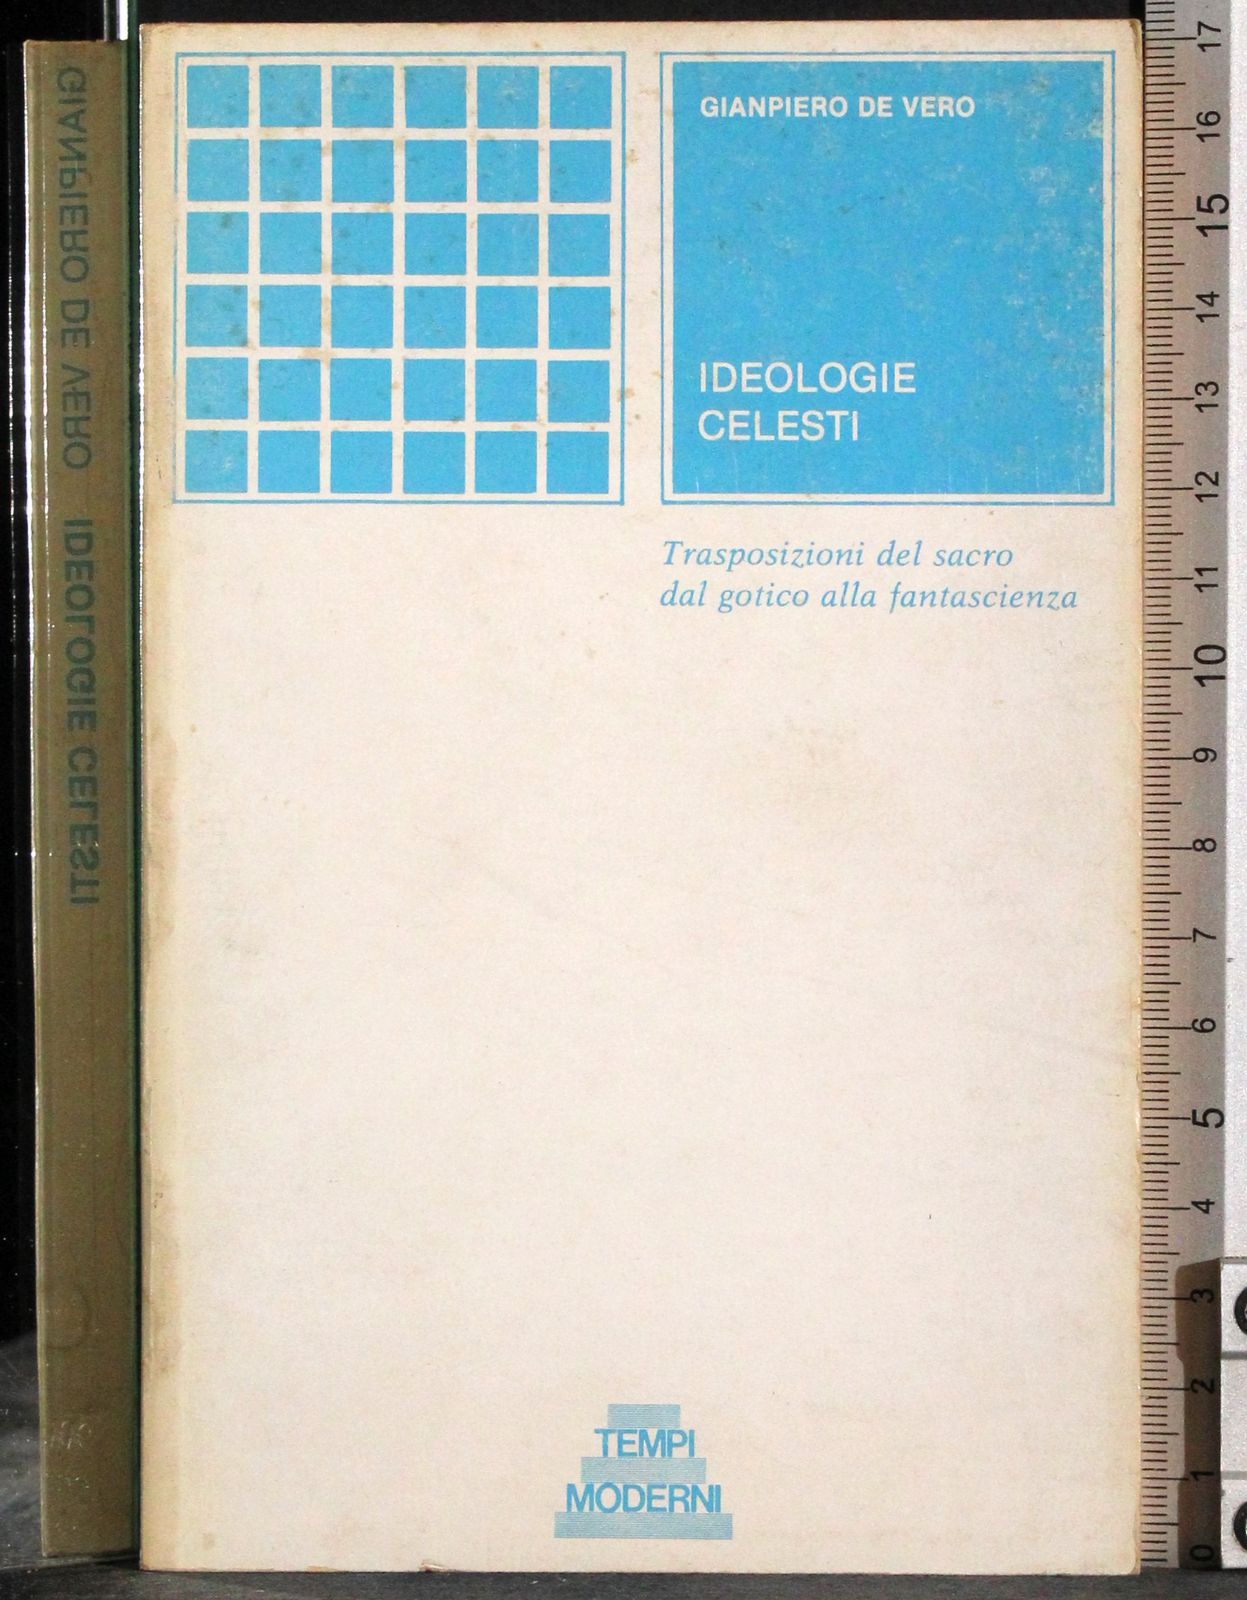 GIANPIERO DE VERO
IDEOLOGIE
CELESTI
Trasposizioni del sacro
dal gotico alla fantascienza
TEMPI
MODERNI
GIANPIERO DE VERO IDEOLOGIE CELESTI
17
16
15
14
13
12
11
10
9
8
7
6
5
4
3
2
1
0